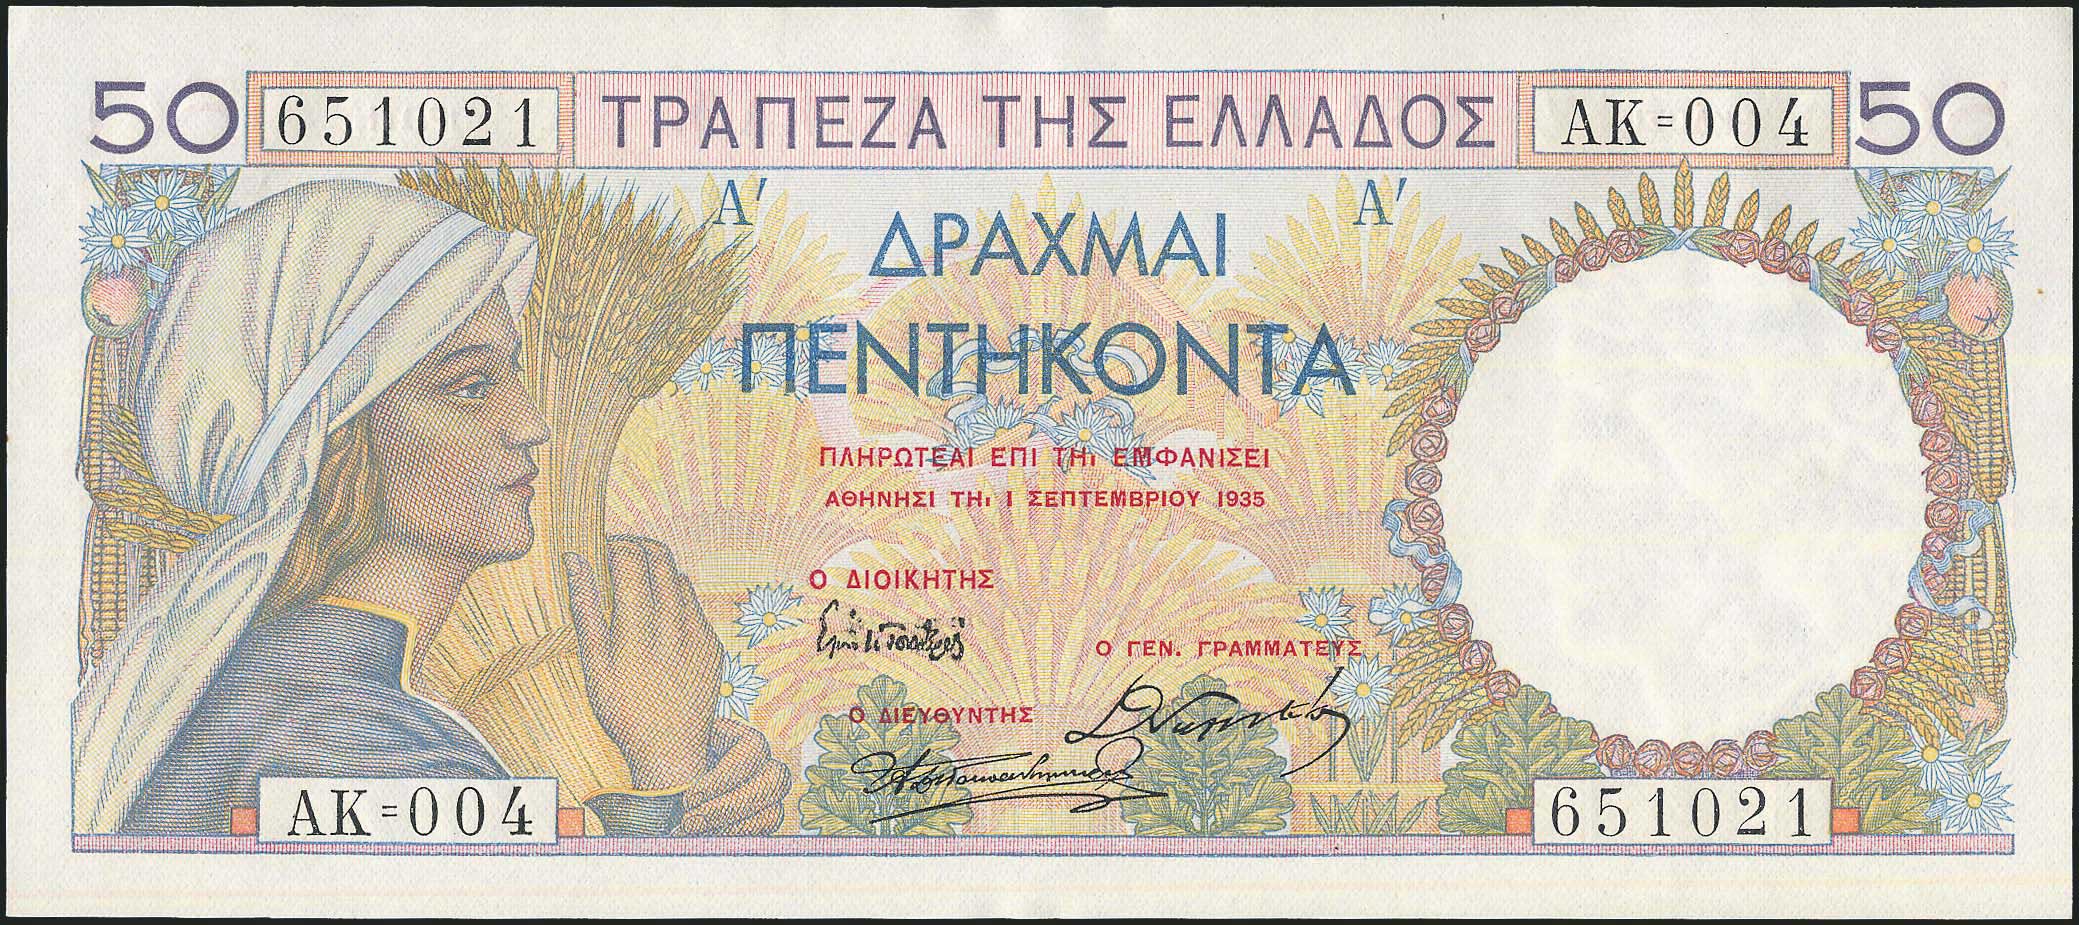 50 651021 ΤΡΑΠΕΖΑ ΤΗΣ ΕΛΛΑΔΟΣ ΑΚ=004 50
Α′ Α′
ΔΡΑΧΜΑΙ
ΠΕΝΤΗΚΟΝΤΑ
ΠΛΗΡΩΤΕΑΙ ΕΠΙ ΤΗι ΕΜΦΑΝΙΣΕΙ
ΑΘΗΝΗΣΙ ΤΗι 1 ΣΕΠΤΕΜΒΡΙΟΥ 1935
Ο ΔΙΟΙΚΗΤΗΣ
Ο ΓΕΝ. ΓΡΑΜΜΑΤΕΥΣ
Ο ΔΙΕΥΘΥΝΤΗΣ
ΑΚ=004 651021